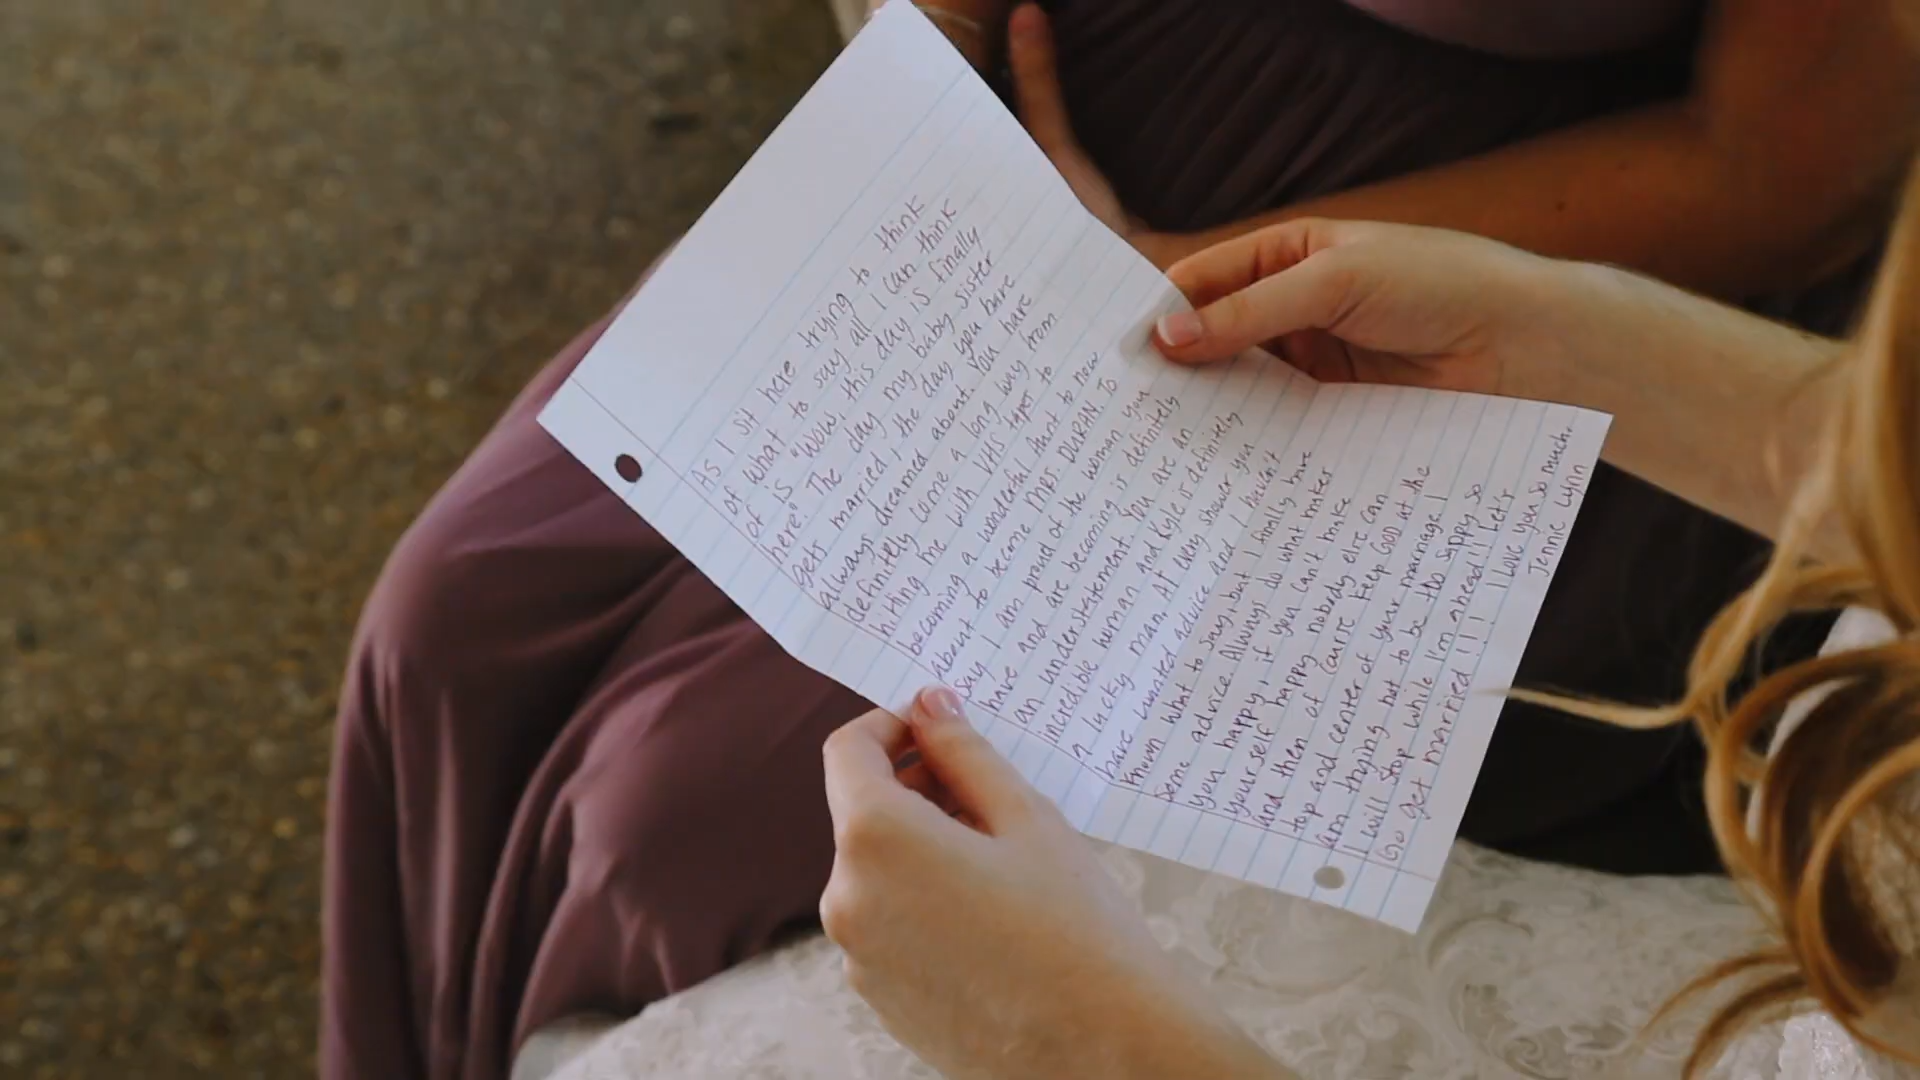 As I sit here trying to think
of what to say all I can think
of is "Wow, this day is finally
here." The day my baby sister
gets married, the day you have
always dreamed about. You have
definitely come a long way from
hitting me with VHS tapes to
becoming a wonderful Aunt to now
about to become MRS. DURAN. To
say I am proud of the woman you
have and are becoming is definitely
an understatement. You are an
incredible human and Kyle is definitely
a lucky man. At every shower you
have wanted advice and I haven't
known what to say, but I finally have
some advice. Always do what makes
you happy, if you can't make
yourself happy nobody else can
and them of Carrie keep GOD at the
top and center of your marriage. I
am trying not to be tho sappy so
I will stop while I'm ahead!! Let's
Go get married!!! I love you so much.
Jennie Lynn